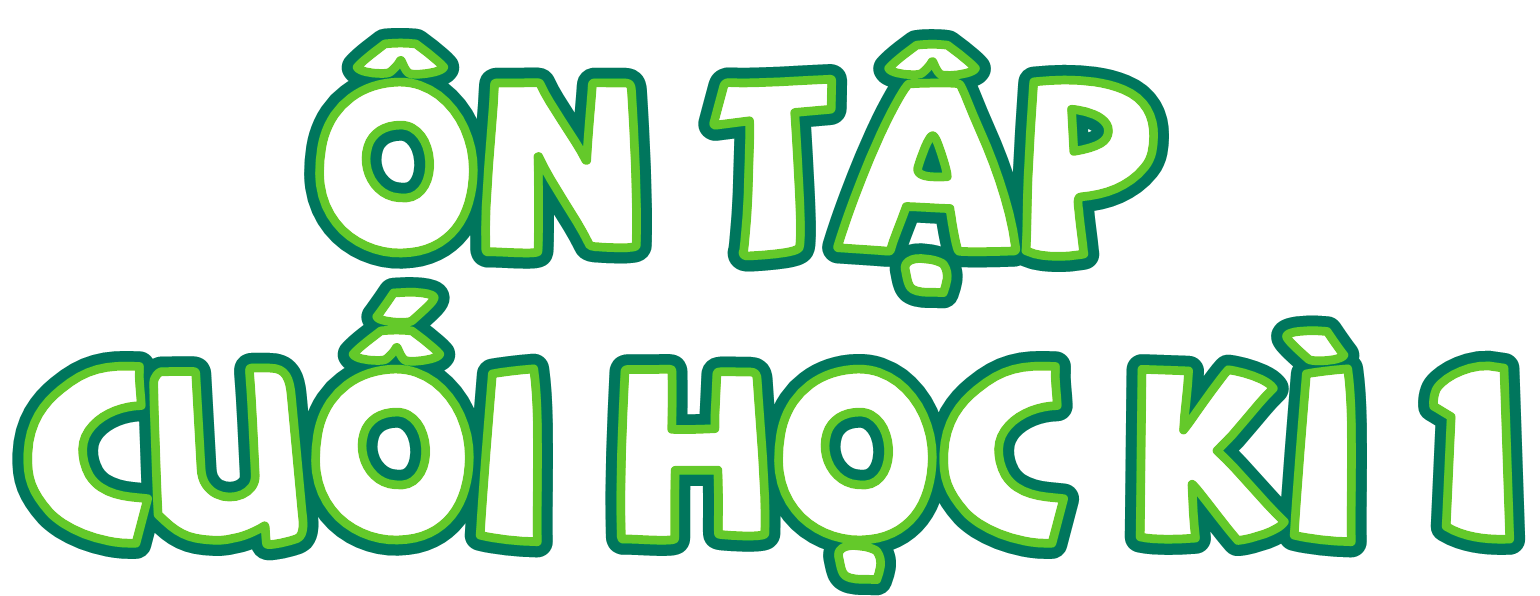 ÔN TẬP
CUỐI HỌC KÌ 1